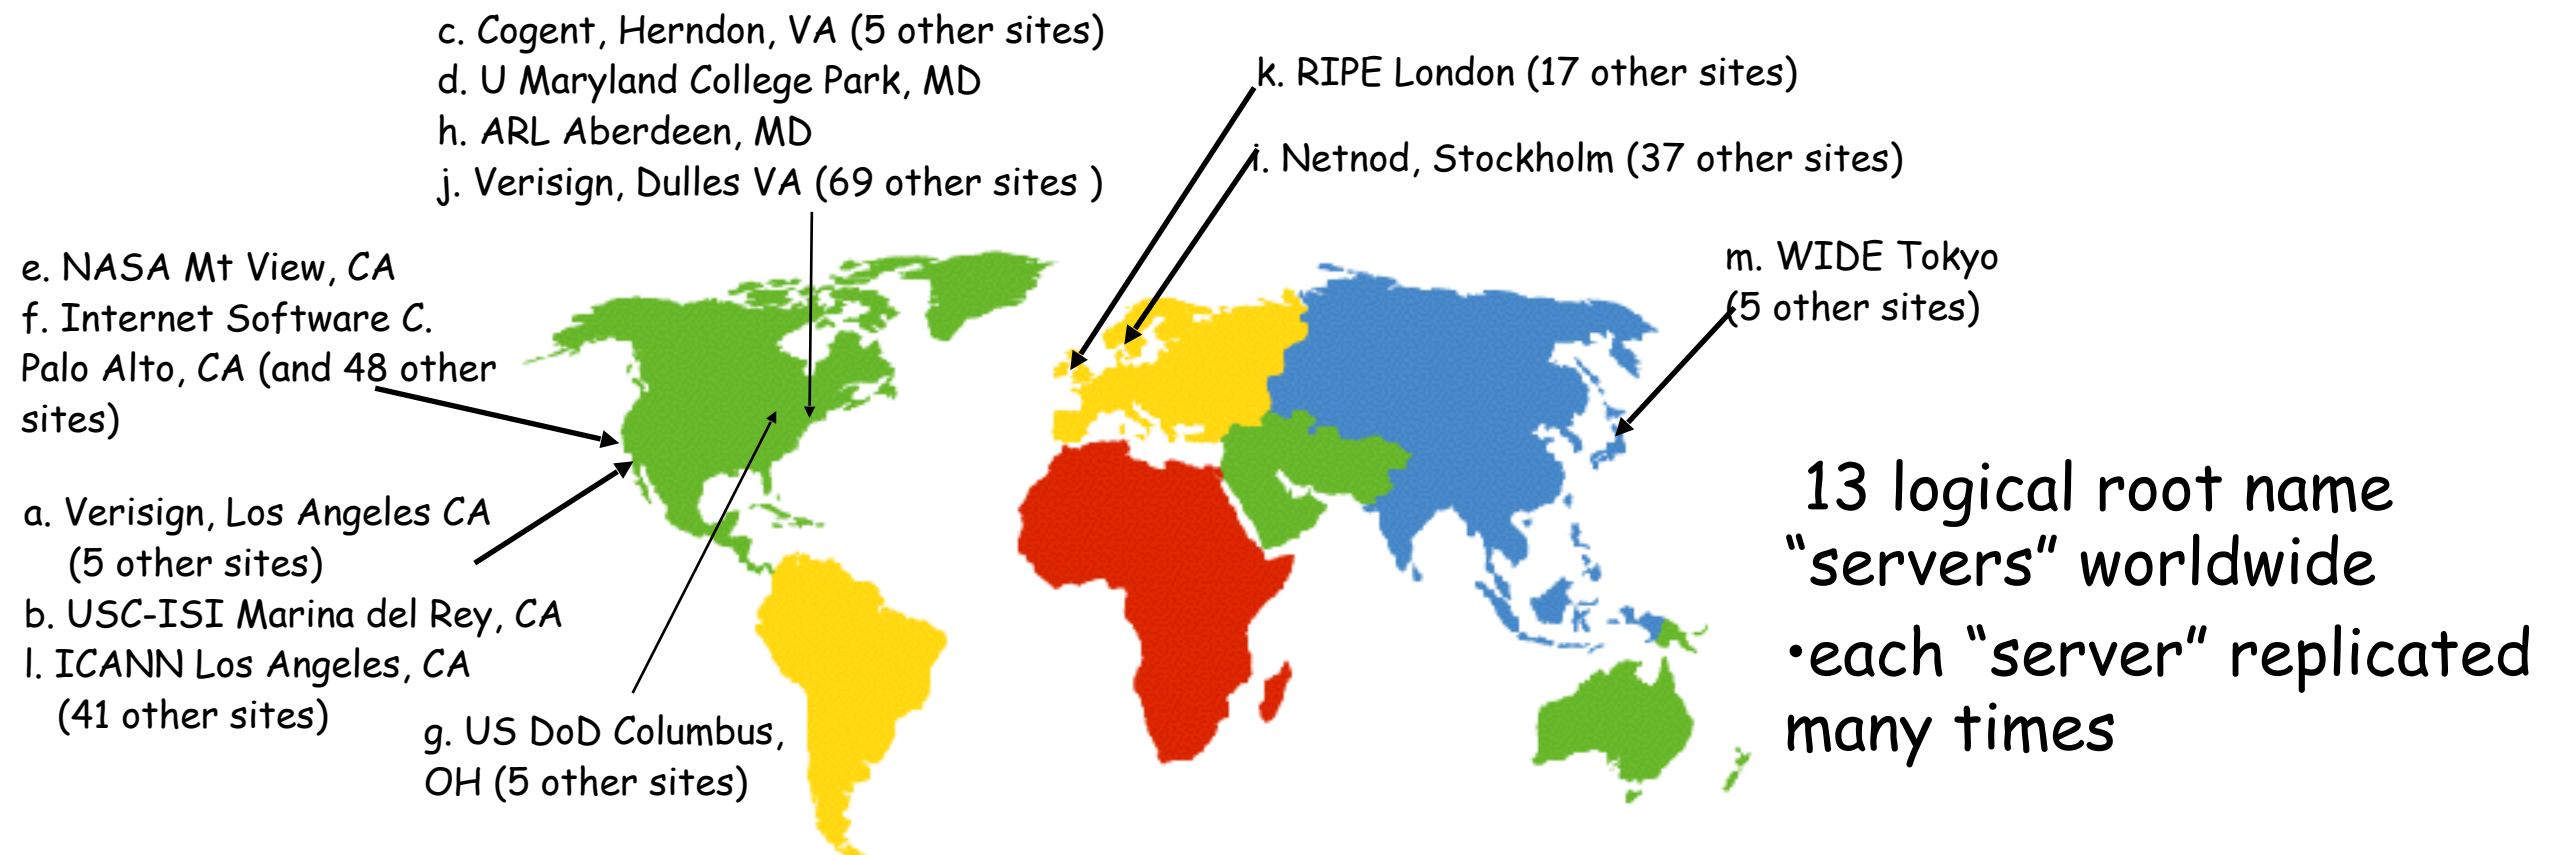 c. Cogent, Herndon, VA (5 other sites)
d. U Maryland College Park, MD
h. ARL Aberdeen, MD
j. Verisign, Dulles VA (69 other sites )
k. RIPE London (17 other sites)
i. Netnod, Stockholm (37 other sites)
m. WIDE Tokyo
(5 other sites)
e. NASA Mt View, CA
f. Internet Software C.
Palo Alto, CA (and 48 other
sites)
a. Verisign, Los Angeles CA
(5 other sites)
b. USC-ISI Marina del Rey, CA
l. ICANN Los Angeles, CA
(41 other sites)
g. US DoD Columbus,
OH (5 other sites)
13 logical root name
“servers” worldwide
•each “server” replicated
many times